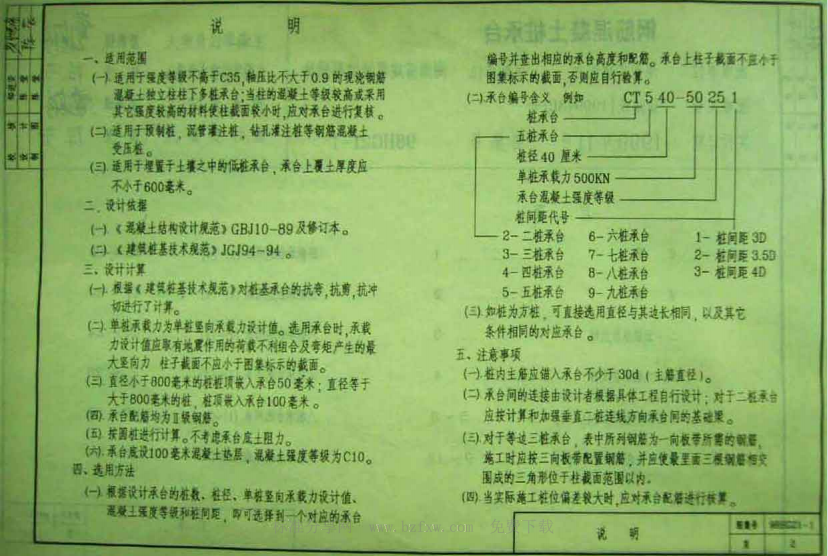 说 明
一、适用范围
(一).适用于强度等级不高于C35,轴压比不大于0.9的现浇钢筋
混凝土独立柱柱下多桩承台;当柱的混凝土等级较高或采用
其它强度较高的材料使柱截面较小时,应对承台进行复核。
(二).适用于预制桩,沉管灌注桩,钻孔灌注桩等钢筋混凝土
受压桩。
(三).适用于埋置于土壤之中的低桩承台,承台上覆土厚度应
不小于600毫米。
二、设计依据
(一).《混凝土结构设计规范》GBJ10-89及修订本。
(二).《建筑桩基技术规范》JGJ94-94。
三、设计计算
(一).根据《建筑桩基技术规范》对桩基承台的抗弯,抗剪,抗冲
切进行了计算。
(二).单桩承载力为单桩竖向承载力设计值。选用承台时,承载
力设计值应取有地震作用的荷载不利组合及弯矩产生的最
大竖向力 柱子截面不应小于图集标示的截面。
(三).直径小于800毫米的桩桩顶嵌入承台50毫米;直径等于
大于800毫米的桩,桩顶嵌入承台100毫米。
(四).承台配筋均为Ⅱ级钢筋。
(五).按圆桩进行计算。不考虑承台底土阻力。
(六).承台底设100毫米混凝土垫层,混凝土强度等级为C10。
四、选用方法
(一).根据设计承台的桩数、桩径、单桩竖向承载力设计值、
混凝土强度等级和桩间距,即可选择到一个对应的承台
编号并查出相应的承台高度和配筋。承台上柱子截面不应小于
图集标示的截面,否则应自行验算。
(二).承台编号含义 例如 CT 5 40-50 25 1
桩承台
五桩承台
桩径40 厘米
单桩承载力500KN
承台混凝土强度等级
桩间距代号
2-二桩承台 6-六桩承台 1-桩间距3D
3-三桩承台 7-七桩承台 2-桩间距3.5D
4-四桩承台 8-八桩承台 3-桩间距4D
5-五桩承台 9-九桩承台
(三).如桩为方桩,可直接选用直径与其边长相同,以及其它
条件相同的对应承台。
五、注意事项
(一).桩内主筋应锚入承台不少于30d(主筋直径)。
(二).承台间的连接由设计者根据具体工程自行设计;对于二桩承台
应按计算和加强垂直二桩连线方向承台间的基础梁。
(三).对于等边三桩承台,表中所列钢筋为一向板带所需的钢筋,
施工时应按三向板带配置钢筋,并应使最里面三根钢筋相交
围成的三角形位于柱截面范围以内。
(四).当实际施工桩位偏差较大时,应对承台配筋进行核算。
说 明
图集号 98HG21-1
页 2